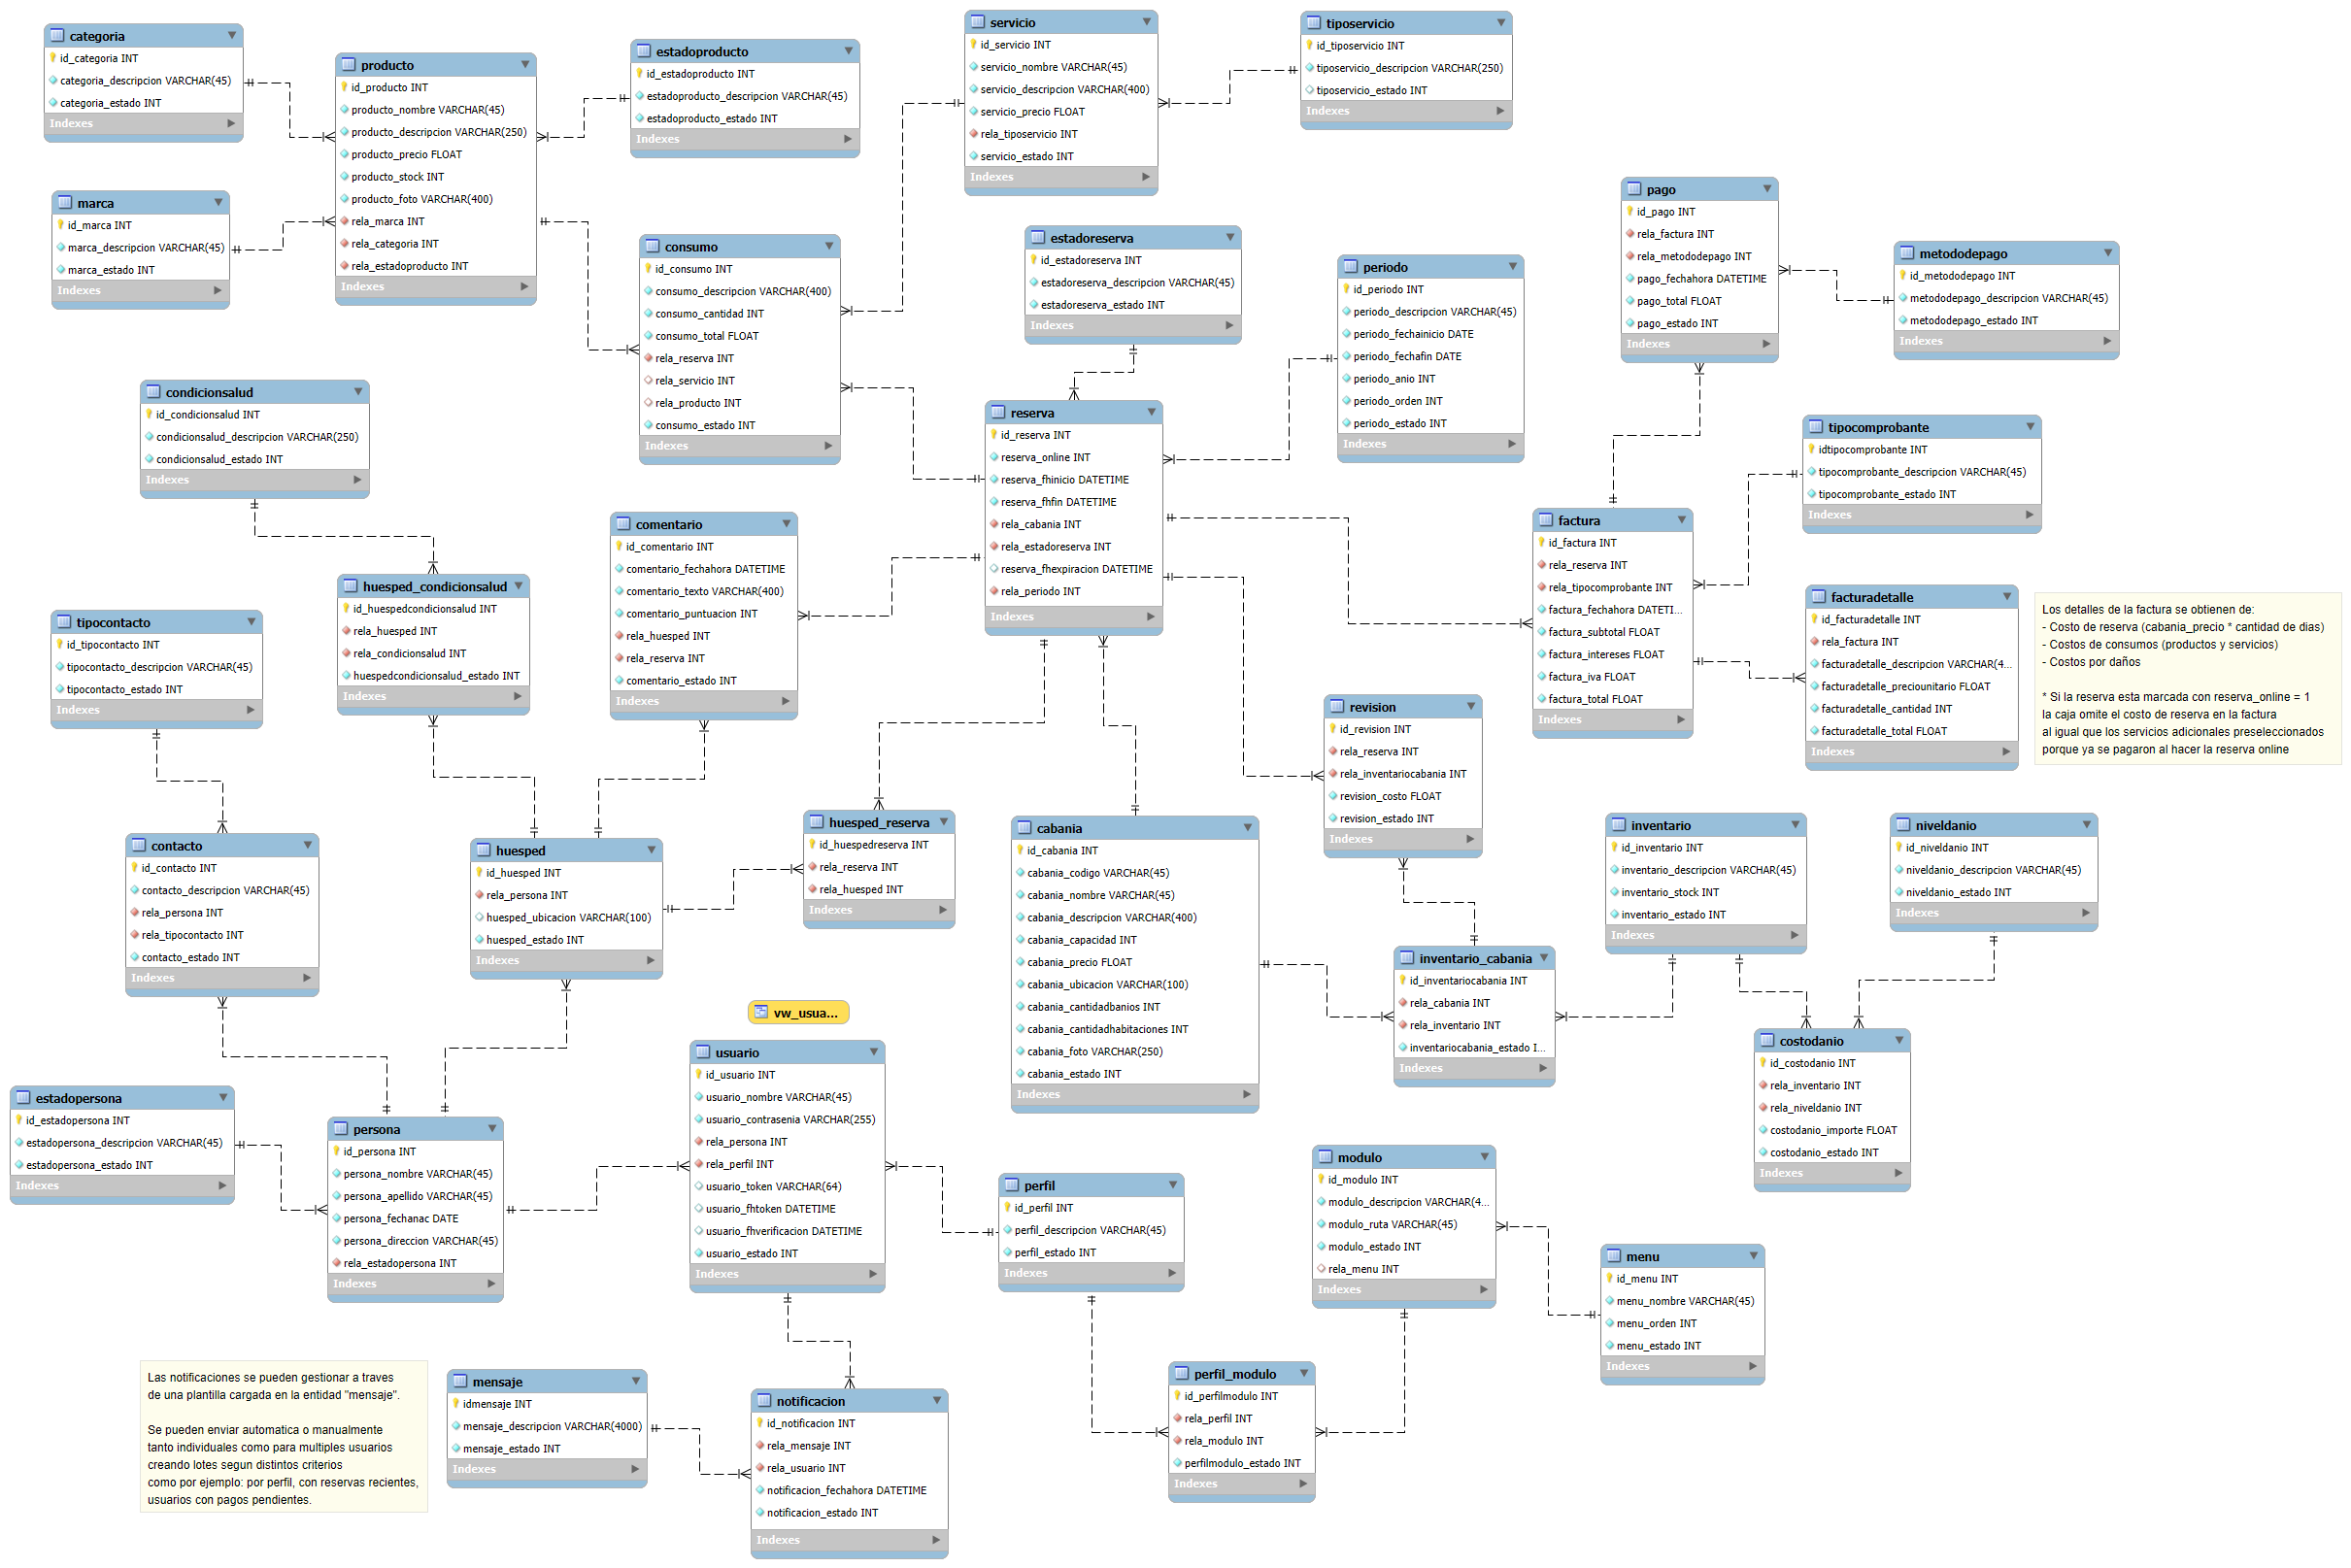 categoria
id_categoria INT
categoria_descripcion VARCHAR(45)
categoria_estado INT
Indexes
producto
id_producto INT
producto_nombre VARCHAR(45)
producto_descripcion VARCHAR(250)
producto_precio FLOAT
producto_stock INT
producto_foto VARCHAR(400)
rela_marca INT
rela_categoria INT
rela_estadoproducto INT
Indexes
estadoproducto
id_estadoproducto INT
estadoproducto_descripcion VARCHAR(45)
estadoproducto_estado INT
Indexes
servicio
id_servicio INT
servicio_nombre VARCHAR(45)
servicio_descripcion VARCHAR(400)
servicio_precio FLOAT
rela_tiposervicio INT
servicio_estado INT
Indexes
tiposervicio
id_tiposervicio INT
tiposervicio_descripcion VARCHAR(250)
tiposervicio_estado INT
Indexes
marca
id_marca INT
marca_descripcion VARCHAR(45)
marca_estado INT
Indexes
consumo
id_consumo INT
consumo_descripcion VARCHAR(400)
consumo_cantidad INT
consumo_total FLOAT
rela_reserva INT
rela_servicio INT
rela_producto INT
consumo_estado INT
Indexes
estadoreserva
id_estadoreserva INT
estadoreserva_descripcion VARCHAR(45)
estadoreserva_estado INT
Indexes
periodo
id_periodo INT
periodo_descripcion VARCHAR(45)
periodo_fechainicio DATE
periodo_fechafin DATE
periodo_anio INT
periodo_orden INT
periodo_estado INT
Indexes
pago
id_pago INT
rela_factura INT
rela_metododepago INT
pago_fechahora DATETIME
pago_total FLOAT
pago_estado INT
Indexes
metododepago
id_metododepago INT
metododepago_descripcion VARCHAR(45)
metododepago_estado INT
Indexes
condicionsalud
id_condicionsalud INT
condicionsalud_descripcion VARCHAR(250)
condicionsalud_estado INT
Indexes
reserva
id_reserva INT
reserva_online INT
reserva_fhinicio DATETIME
reserva_fhfin DATETIME
rela_cabania INT
rela_estadoreserva INT
reserva_fhexpiracion DATETIME
rela_periodo INT
Indexes
tipocomprobante
idtipocomprobante INT
tipocomprobante_descripcion VARCHAR(45)
tipocomprobante_estado INT
Indexes
comentario
id_comentario INT
comentario_fechahora DATETIME
comentario_texto VARCHAR(400)
comentario_puntuacion INT
rela_huesped INT
rela_reserva INT
comentario_estado INT
Indexes
factura
id_factura INT
rela_reserva INT
rela_tipocomprobante INT
factura_fechahora DATETI...
factura_subtotal FLOAT
factura_intereses FLOAT
factura_iva FLOAT
factura_total FLOAT
Indexes
huesped_condicionsalud
id_huespedcondicionsalud INT
rela_huesped INT
rela_condicionsalud INT
huespedcondicionsalud_estado INT
Indexes
facturadetalle
id_facturadetalle INT
rela_factura INT
facturadetalle_descripcion VARCHAR(4...
facturadetalle_preciounitario FLOAT
facturadetalle_cantidad INT
facturadetalle_total FLOAT
Indexes
Los detalles de la factura se obtienen de:
- Costo de reserva (cabania_precio * cantidad de dias)
- Costos de consumos (productos y servicios)
- Costos por daños
* Si la reserva esta marcada con reserva_online = 1
la caja omite el costo de reserva en la factura
al igual que los servicios adicionales preseleccionados
porque ya se pagaron al hacer la reserva online
tipocontacto
id_tipocontacto INT
tipocontacto_descripcion VARCHAR(45)
tipocontacto_estado INT
Indexes
revision
id_revision INT
rela_reserva INT
rela_inventariocabania INT
revision_costo FLOAT
revision_estado INT
Indexes
contacto
id_contacto INT
contacto_descripcion VARCHAR(45)
rela_persona INT
rela_tipocontacto INT
contacto_estado INT
Indexes
huesped
id_huesped INT
rela_persona INT
huesped_ubicacion VARCHAR(100)
huesped_estado INT
Indexes
huesped_reserva
id_huespedreserva INT
rela_reserva INT
rela_huesped INT
Indexes
cabania
id_cabania INT
cabania_codigo VARCHAR(45)
cabania_nombre VARCHAR(45)
cabania_descripcion VARCHAR(400)
cabania_capacidad INT
cabania_precio FLOAT
cabania_ubicacion VARCHAR(100)
cabania_cantidadbanios INT
cabania_cantidadhabitaciones INT
cabania_foto VARCHAR(250)
cabania_estado INT
Indexes
inventario
id_inventario INT
inventario_descripcion VARCHAR(45)
inventario_stock INT
inventario_estado INT
Indexes
niveldanio
id_niveldanio INT
niveldanio_descripcion VARCHAR(45)
niveldanio_estado INT
Indexes
inventario_cabania
id_inventariocabania INT
rela_cabania INT
rela_inventario INT
inventariocabania_estado I...
Indexes
vw_usua...
usuario
id_usuario INT
usuario_nombre VARCHAR(45)
usuario_contrasenia VARCHAR(255)
rela_persona INT
rela_perfil INT
usuario_token VARCHAR(64)
usuario_fhtoken DATETIME
usuario_fhverificacion DATETIME
usuario_estado INT
Indexes
costodanio
id_costodanio INT
rela_inventario INT
rela_niveldanio INT
costodanio_importe FLOAT
costodanio_estado INT
Indexes
estadopersona
id_estadopersona INT
estadopersona_descripcion VARCHAR(45)
estadopersona_estado INT
Indexes
persona
id_persona INT
persona_nombre VARCHAR(45)
persona_apellido VARCHAR(45)
persona_fechanac DATE
persona_direccion VARCHAR(45)
rela_estadopersona INT
Indexes
perfil
id_perfil INT
perfil_descripcion VARCHAR(45)
perfil_estado INT
Indexes
modulo
id_modulo INT
modulo_descripcion VARCHAR(4...
modulo_ruta VARCHAR(45)
modulo_estado INT
rela_menu INT
Indexes
menu
id_menu INT
menu_nombre VARCHAR(45)
menu_orden INT
menu_estado INT
Indexes
Las notificaciones se pueden gestionar a traves
de una plantilla cargada en la entidad "mensaje".
Se pueden enviar automatica o manualmente
tanto individuales como para multiples usuarios
creando lotes segun distintos criterios
como por ejemplo: por perfil, con reservas recientes,
usuarios con pagos pendientes.
mensaje
idmensaje INT
mensaje_descripcion VARCHAR(4000)
mensaje_estado INT
Indexes
notificacion
id_notificacion INT
rela_mensaje INT
rela_usuario INT
notificacion_fechahora DATETIME
notificacion_estado INT
Indexes
perfil_modulo
id_perfilmodulo INT
rela_perfil INT
rela_modulo INT
perfilmodulo_estado INT
Indexes